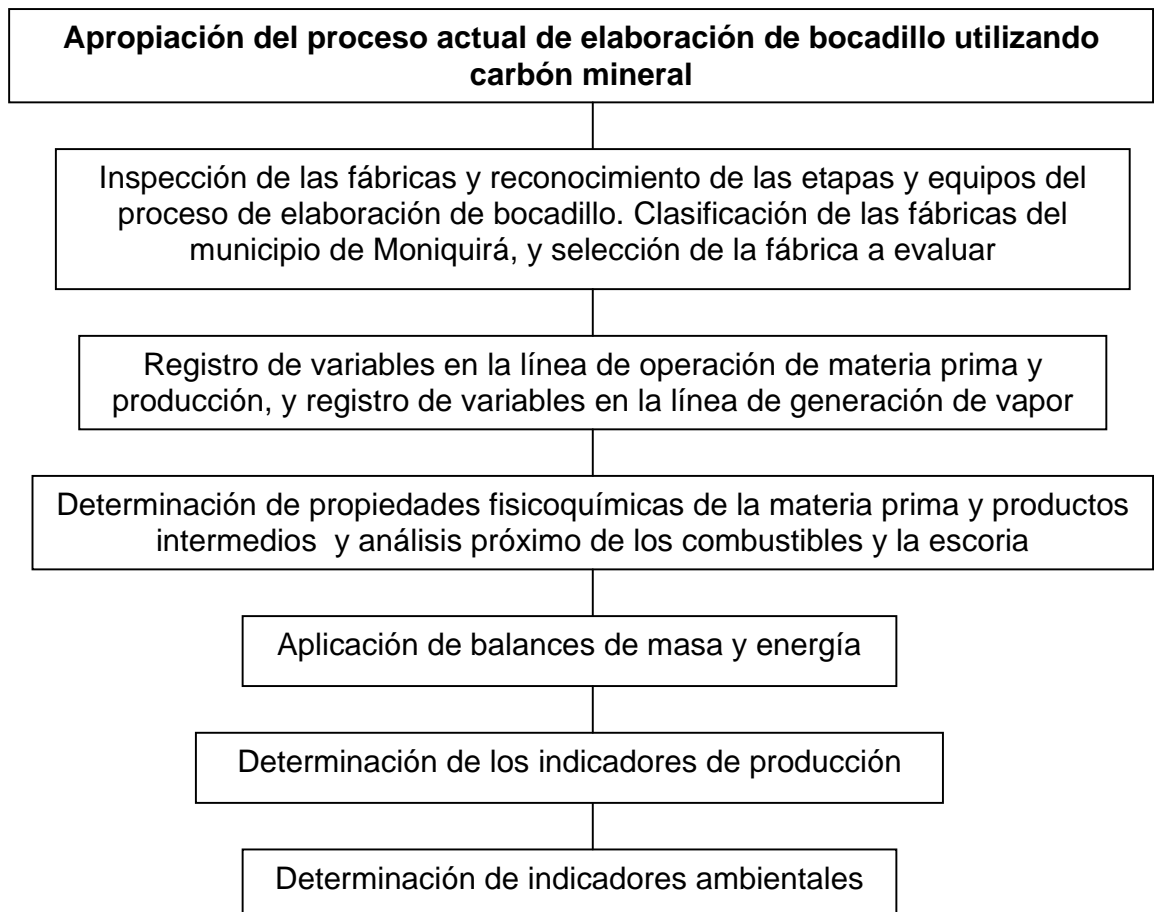 Apropiación del proceso actual de elaboración de bocadillo utilizando
carbón mineral
Inspección de las fábricas y reconocimiento de las etapas y equipos del
proceso de elaboración de bocadillo. Clasificación de las fábricas del
municipio de Moniquirá, y selección de la fábrica a evaluar
Registro de variables en la línea de operación de materia prima y
producción, y registro de variables en la línea de generación de vapor
Determinación de propiedades fisicoquímicas de la materia prima y productos
intermedios  y análisis próximo de los combustibles y la escoria
Aplicación de balances de masa y energía
Determinación de los indicadores de producción
Determinación de indicadores ambientales